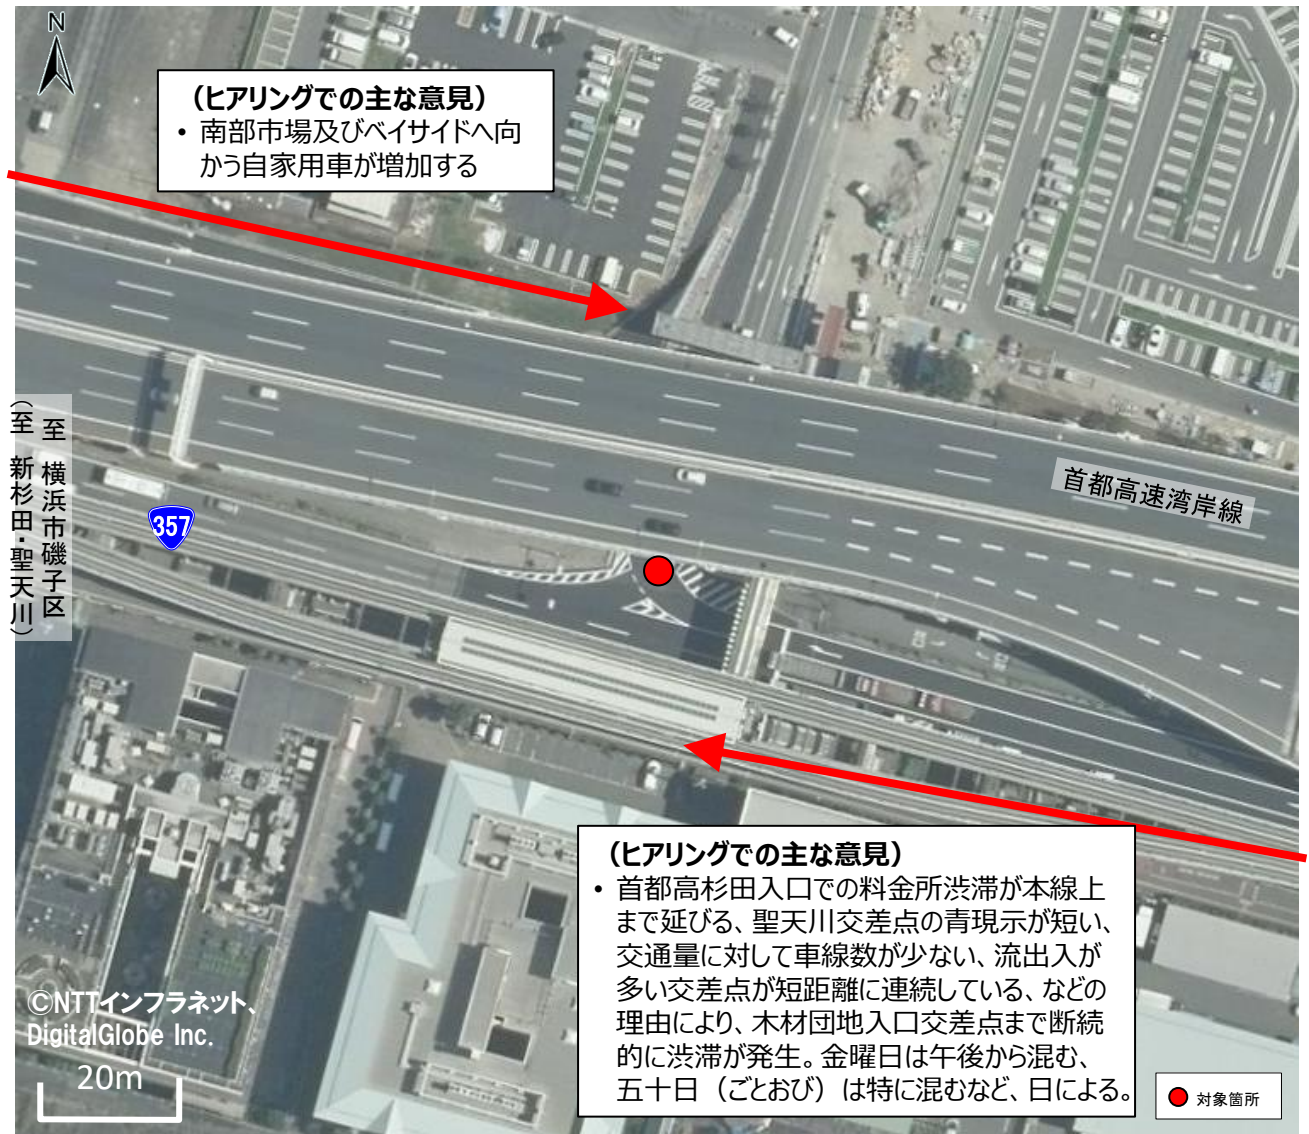 N
（ヒアリングでの主な意見）
• 南部市場及びベイサイドへ向
かう自家用車が増加する
首都高速湾岸線
至 横浜市磯子区
（至 新杉田・聖天川）
357
（ヒアリングでの主な意見）
• 首都高杉田入口での料金所渋滞が本線上
まで延びる、聖天川交差点の青現示が短い、
交通量に対して車線数が少ない、流出入が
多い交差点が短距離に連続している、などの
理由により、木材団地入口交差点まで断続
的に渋滞が発生。金曜日は午後から混む、
五十日（ごとおび）は特に混むなど、日による。
©NTTインフラネット、
DigitalGlobe Inc.
20m
対象箇所